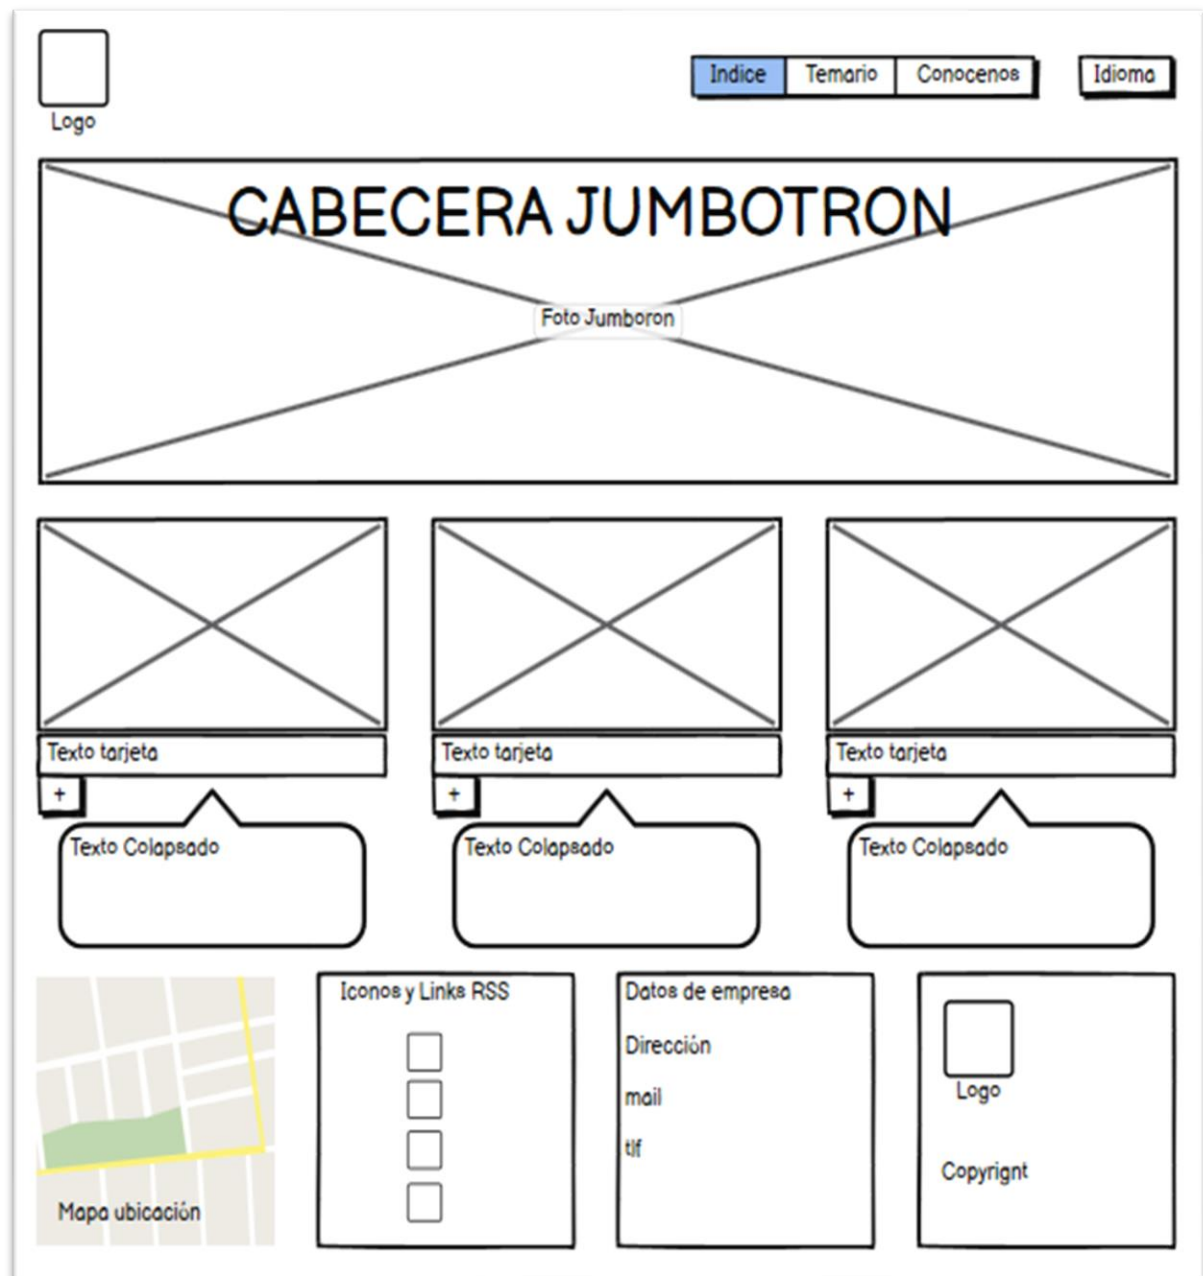 Indice
Temario
Conocenos
Idioma
Logo
CABECERA JUMBOTRON
Foto Jumboron
Texto tarjeta
+
Texto Colapsado
Texto tarjeta
+
Texto Colapsado
Texto tarjeta
+
Texto Colapsado
Mapa ubicación
Iconos y Links RSS
Datos de empresa
Dirección
mail
tlf
Logo
Copyrignt